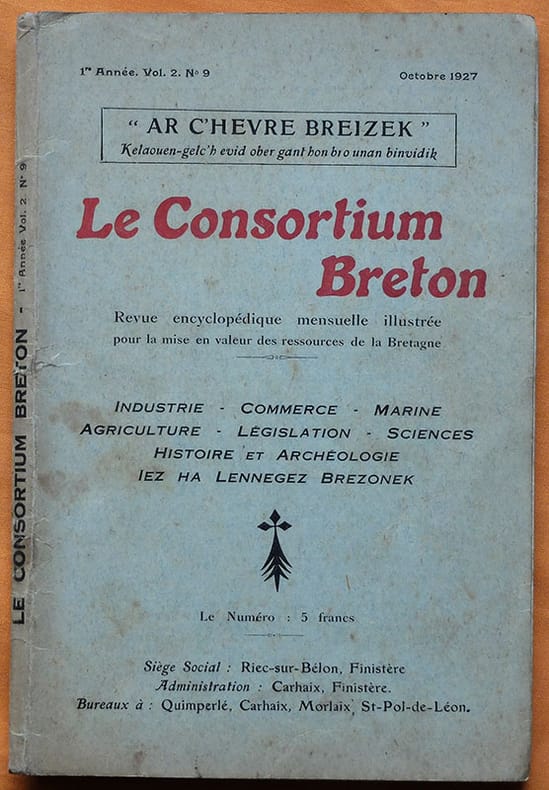 1re Année. Vol. 2. No 9
Octobre 1927
“ AR C'HEVRE BREIZEK ”
Kelaouen-gelc'h evid ober gant hon bro unan binvidik
Le Consortium
Breton
Revue encyclopédique mensuelle illustrée
pour la mise en valeur des ressources de la Bretagne
INDUSTRIE - COMMERCE - MARINE
AGRICULTURE - LÉGISLATION - SCIENCES
HISTOIRE ET ARCHÉOLOGIE
IEZ HA LENNEGEZ BREZONEK
Le Numéro : 5 francs
Siège Social : Riec-sur-Bélon, Finistère
Administration : Carhaix, Finistère.
Bureaux à : Quimperlé, Carhaix, Morlaix, St-Pol-de-Léon.
LE CONSORTIUM BRETON - 1re Année Vol. 2 No 9